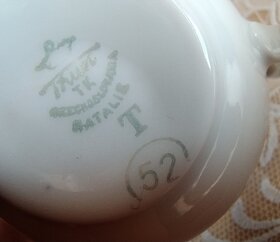 Thun
TK
CZECHOSLOVAKIA
NATALIE
T
52